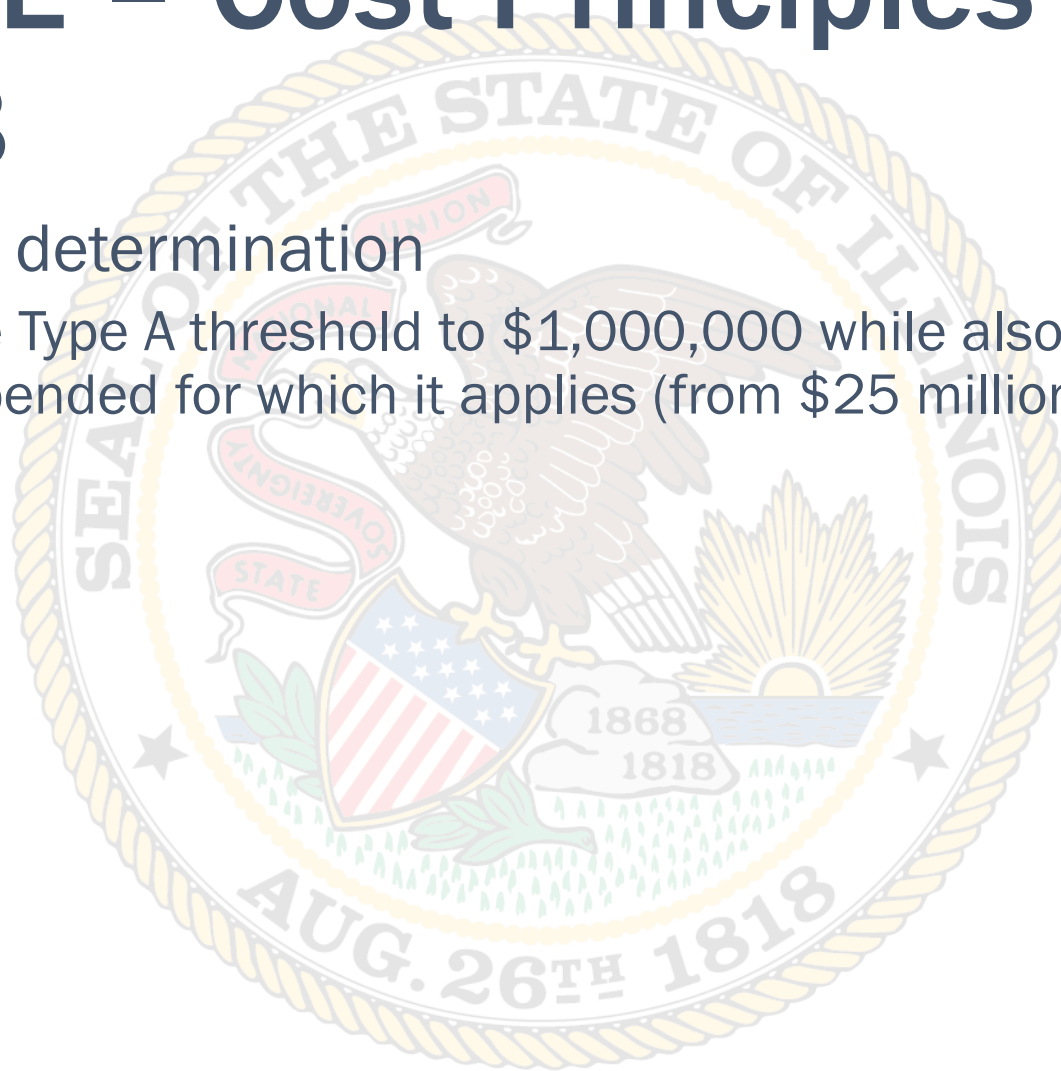 E – Cost Principles
determination
Type A threshold to $1,000,000 while also
pended for which it applies (from $25 million
SEAL OF THE STATE OF ILLINOIS
UNION
NATIONAL
SOVEREIGNTY
STATE
1868
1818
AUG. 26TH 1818